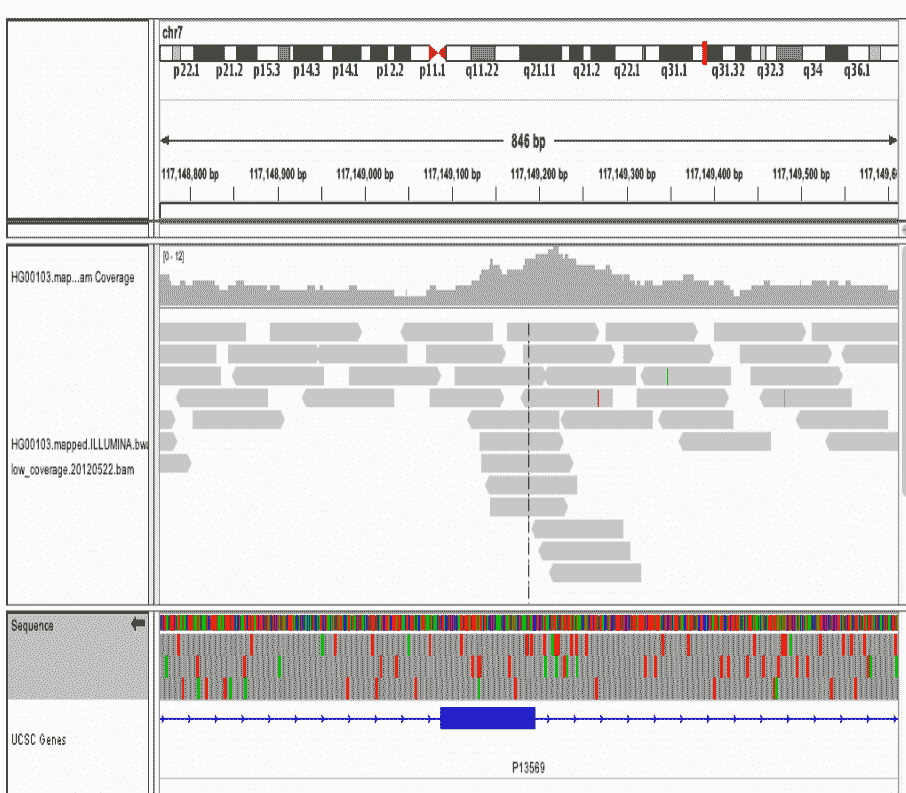 chr7
p22.1 p21.2 p15.3 p14.3 p14.1 p12.2 p11.1 q11.22 q21.11 q21.2 q22.1 q31.1 q31.32 q32.3 q34 q36.1
846 bp
117,148,800 bp 117,148,900 bp 117,149,000 bp 117,149,100 bp 117,149,200 bp 117,149,300 bp 117,149,400 bp 117,149,500 bp 117,149,6
[0 - 12]
HG00103.map...am Coverage
HG00103.mapped.ILLUMINA.bwa
low_coverage.20120522.bam
Sequence
UCSC Genes
P13569